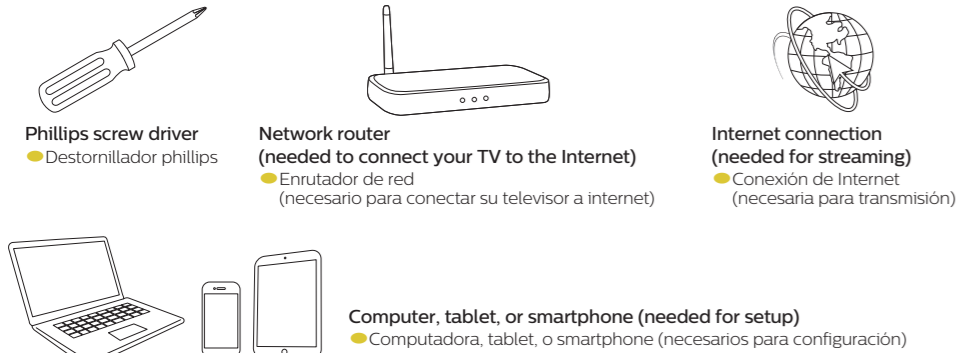 Phillips screw driver
Destornillador phillips
Network router
(needed to connect your TV to the Internet)
Enrutador de red
(necesario para conectar su televisor a internet)
Internet connection
(needed for streaming)
Conexión de Internet
(necesaria para transmisión)
Computer, tablet, or smartphone (needed for setup)
Computadora, tablet, o smartphone (necesarios para configuración)